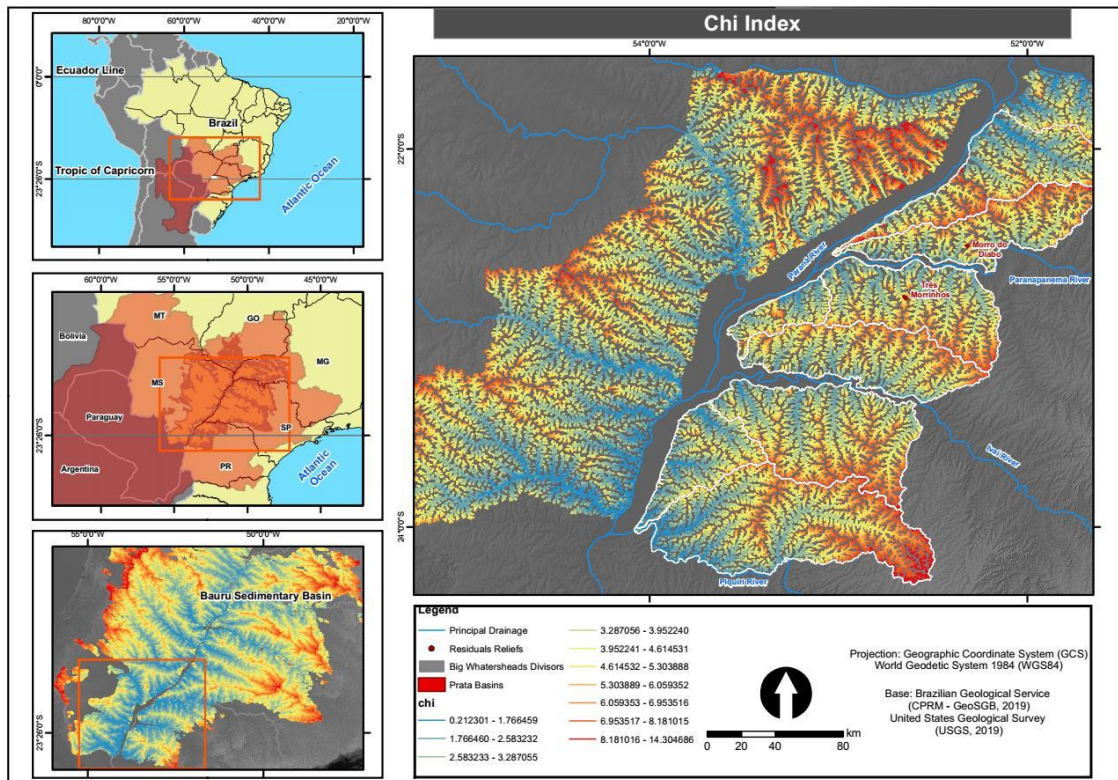 Chi Index
80°0'0"W
60°0'0"W
40°0'0"W
20°0'0"W
0°0'0"
Ecuador Line
Brazil
Tropic of Capricorn
23°26'0"S
Atlantic Ocean
60°0'0"W
55°0'0"W
50°0'0"W
45°0'0"W
Bolivia
MT
GO
MG
MS
Paraguay
SP
23°26'0"S
Argentina
PR
Atlantic
Ocean
55°0'0"W
50°0'0"W
Bauru Sedimentary Basin
23°26'0"S
54°0'0"W
52°0'0"W
22°0'0"S
Paraná River
Morro do
Diabo
Paranapanema River
Três
Morrinhos
Ivaí River
24°0'0"S
Piquiri River
Legend
Principal Drainage
Residuals Reliefs
Big Whatersheads Divisors
Prata Basins
chi
0.212301 - 1.766459
1.766460 - 2.583232
2.583233 - 3.287055
3.287056 - 3.952240
3.952241 - 4.614531
4.614532 - 5.303888
5.303889 - 6.059352
6.059353 - 6.953516
6.953517 - 8.181015
8.181016 - 14.304686
km
0 20 40 80
Projection: Geographic Coordinate System (GCS)
World Geodetic System 1984 (WGS84)
Base: Brazilian Geological Service
(CPRM - GeoSGB, 2019)
United States Geological Survey
(USGS, 2019)